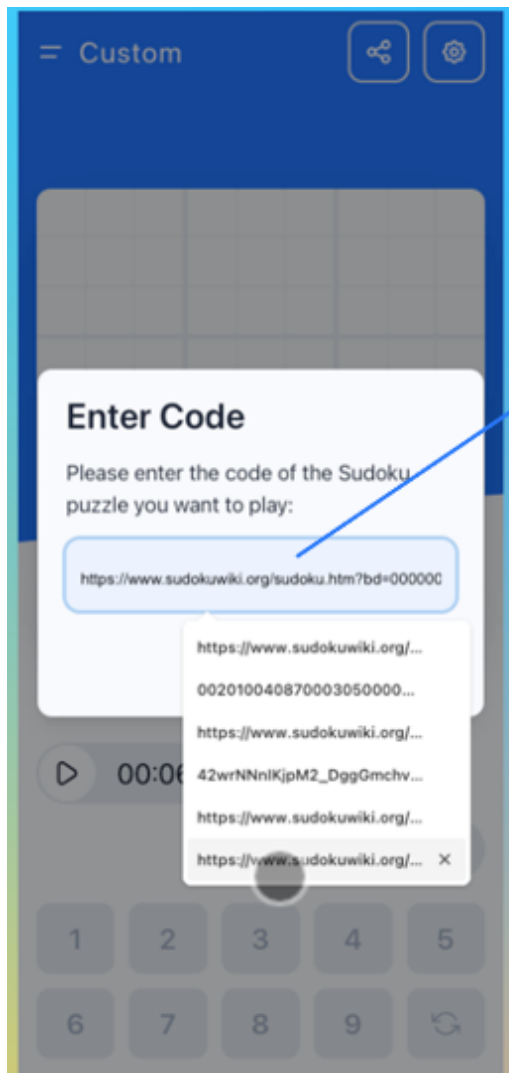 Custom
Enter Code
Please enter the code of the Sudoku
puzzle you want to play:
https://www.sudokuwiki.org/sudoku.htm?bd=000000
https://www.sudokuwiki.org/...
002010040870003050000...
https://www.sudokuwiki.org/...
42wrNNnIKjpM2_DggGmchv...
https://www.sudokuwiki.org/...
https://www.sudokuwiki.org/... ×
00:06
1 2 3 4 5
6 7 8 9